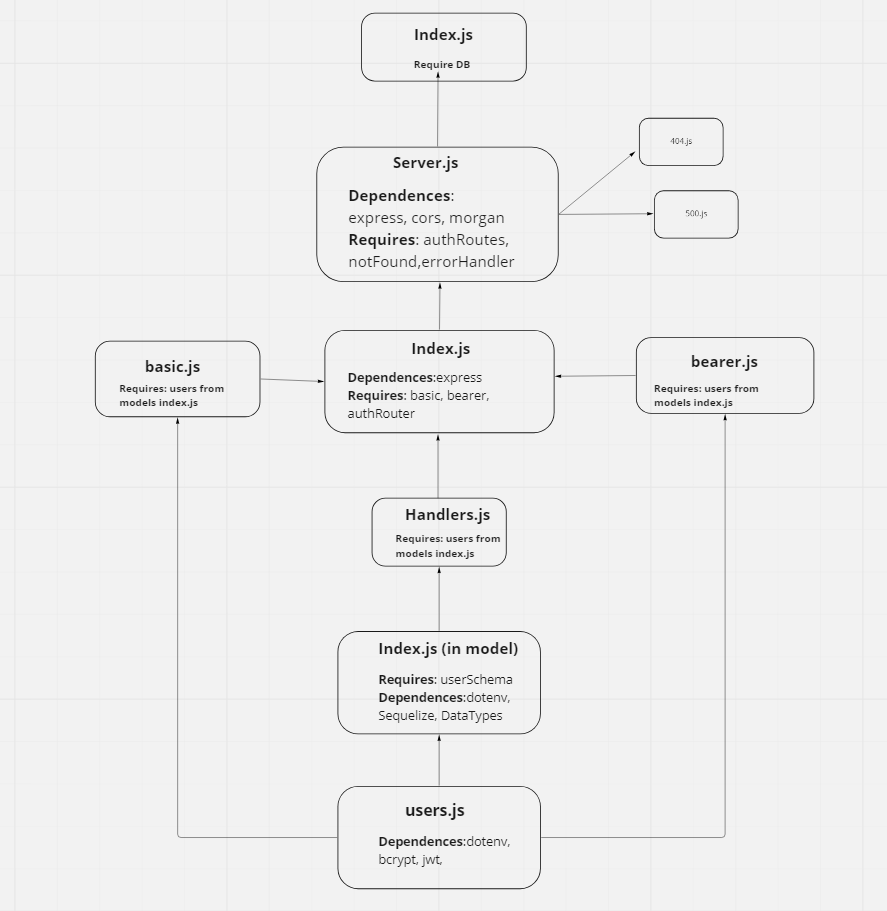 Index.js
Require DB
404.js
Server.js
Dependences:
express, cors, morgan
Requires: authRoutes,
notFound,errorHandler
500.js
Index.js
Dependences:express
Requires: basic, bearer,
authRouter
basic.js
Requires: users from
models index.js
bearer.js
Requires: users from
models index.js
Handlers.js
Requires: users from
models index.js
Index.js (in model)
Requires: userSchema
Dependences:dotenv,
Sequelize, DataTypes
users.js
Dependences:dotenv,
bcrypt, jwt,